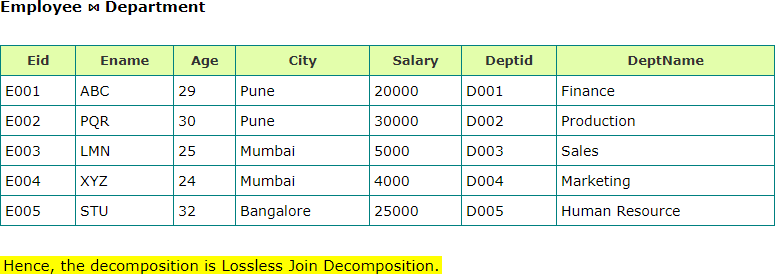 Employee ⋈ Department
Eid Ename Age City Salary Deptid DeptName
E001 ABC 29 Pune 20000 D001 Finance
E002 PQR 30 Pune 30000 D002 Production
E003 LMN 25 Mumbai 5000 D003 Sales
E004 XYZ 24 Mumbai 4000 D004 Marketing
E005 STU 32 Bangalore 25000 D005 Human Resource
Hence, the decomposition is Lossless Join Decomposition.